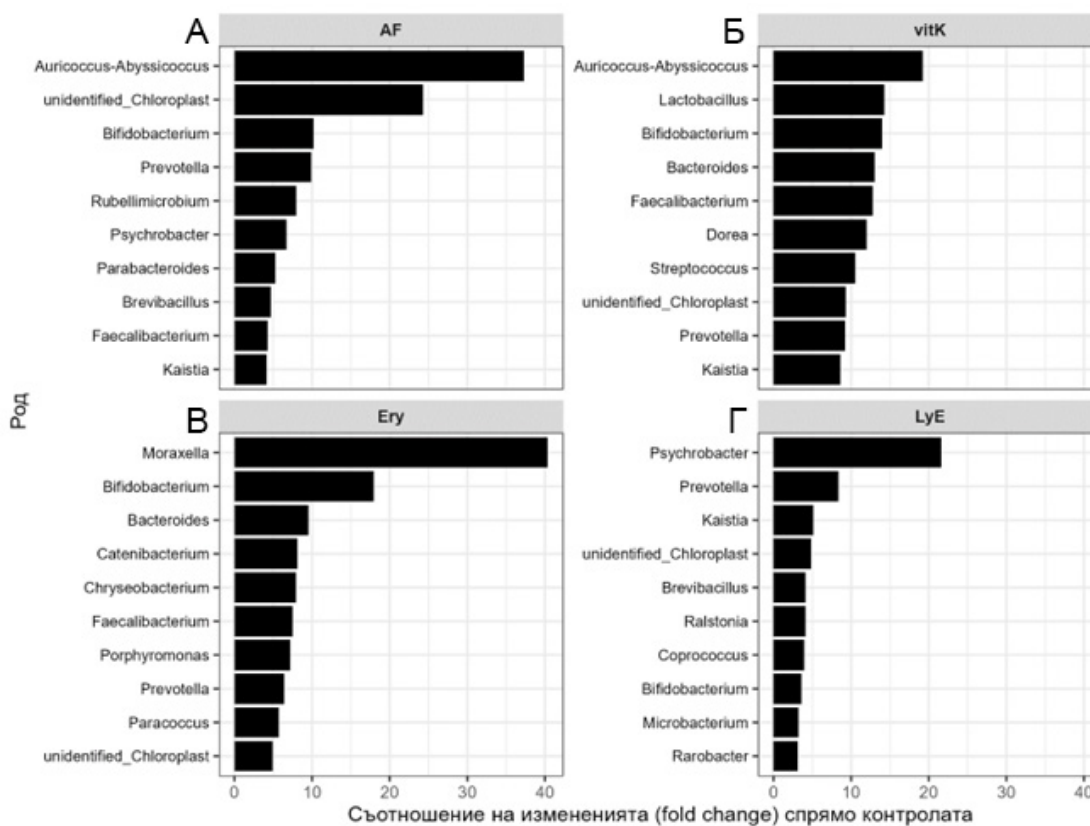 А
AF
Auricoccus-Abyssicoccus
unidentified_Chloroplast
Bifidobacterium
Prevotella
Rubellimicrobium
Psychrobacter
Parabacteroides
Brevibacillus
Faecalibacterium
Kaistia
Б
vitK
Auricoccus-Abyssicoccus
Lactobacillus
Bifidobacterium
Bacteroides
Faecalibacterium
Dorea
Streptococcus
unidentified_Chloroplast
Prevotella
Kaistia
Род
В
Ery
Moraxella
Bifidobacterium
Bacteroides
Catenibacterium
Chryseobacterium
Faecalibacterium
Porphyromonas
Prevotella
Paracoccus
unidentified_Chloroplast
0 10 20 30 40
Г
LyE
Psychrobacter
Prevotella
Kaistia
unidentified_Chloroplast
Brevibacillus
Ralstonia
Coprococcus
Bifidobacterium
Microbacterium
Rarobacter
0 10 20 30 40
Съотношение на измененията (fold change) спрямо контролата